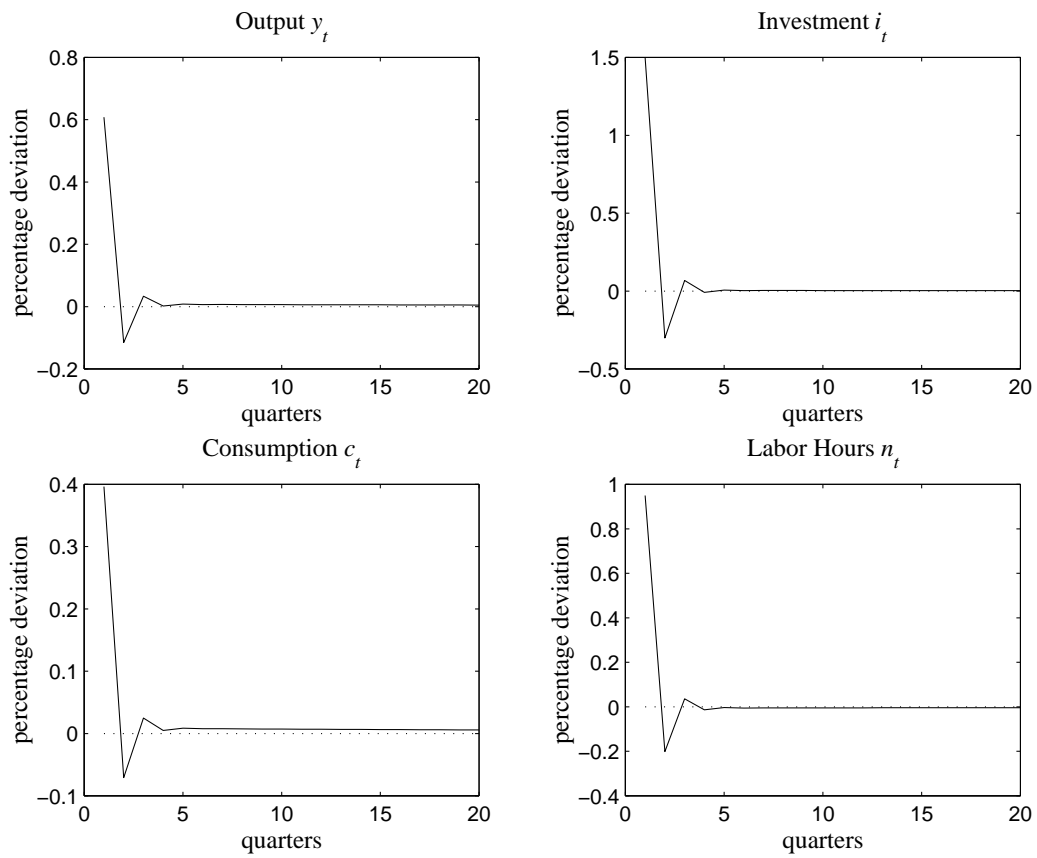 Output y_t
percentage deviation
0.8
0.6
0.4
0.2
0
−0.2
0 5 10 15 20
quarters
Investment i_t
percentage deviation
1.5
1
0.5
0
−0.5
0 5 10 15 20
quarters
Consumption c_t
percentage deviation
0.4
0.3
0.2
0.1
0
−0.1
0 5 10 15 20
quarters
Labor Hours n_t
percentage deviation
1
0.8
0.6
0.4
0.2
0
−0.2
−0.4
0 5 10 15 20
quarters